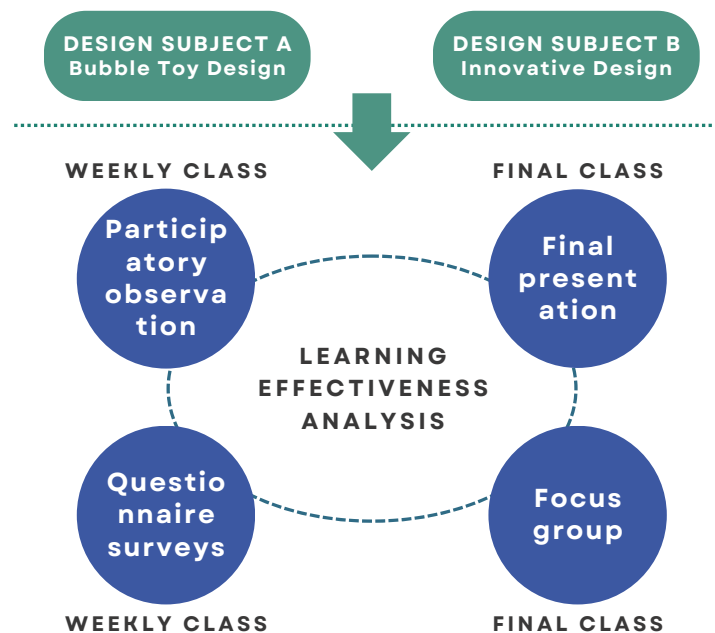 DESIGN SUBJECT A
Bubble Toy Design
DESIGN SUBJECT B
Innovative Design
WEEKLY CLASS
FINAL CLASS
Particip
atory
observa
tion
Final
present
ation
LEARNING
EFFECTIVENESS
ANALYSIS
Questio
nnaire
surveys
Focus
group
WEEKLY CLASS
FINAL CLASS